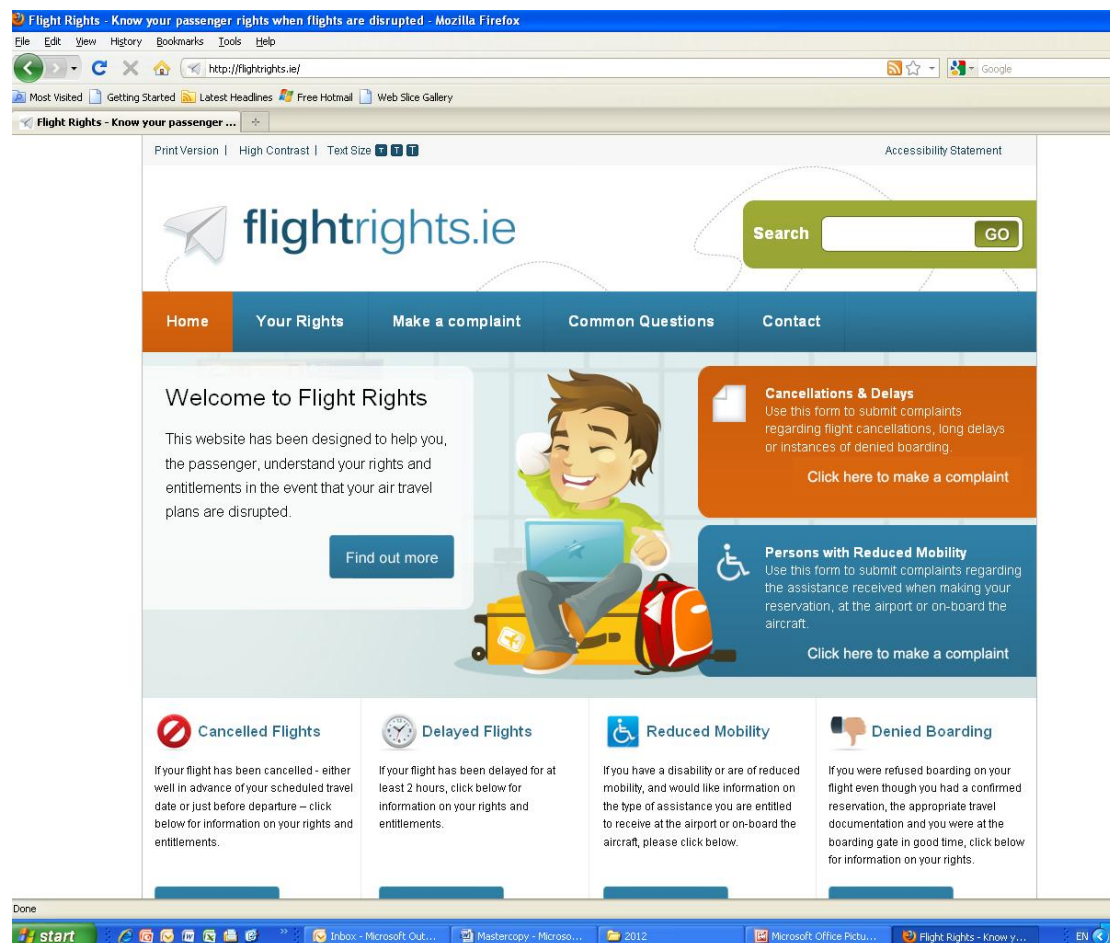 Flight Rights - Know your passenger rights when flights are disrupted - Mozilla Firefox
File Edit View History Bookmarks Tools Help
http://flightrights.ie/
Google
Most Visited Getting Started Latest Headlines Free Hotmail Web Slice Gallery
Flight Rights - Know your passenger ...
Print Version | High Contrast | Text Size T T T
Accessibility Statement
flightrights.ie
Search GO
Home Your Rights Make a complaint Common Questions Contact
Welcome to Flight Rights
This website has been designed to help you,
the passenger, understand your rights and
entitlements in the event that your air travel
plans are disrupted.
Find out more
Cancellations & Delays
Use this form to submit complaints
regarding flight cancellations, long delays
or instances of denied boarding.
Click here to make a complaint
Persons with Reduced Mobility
Use this form to submit complaints regarding
the assistance received when making your
reservation, at the airport or on-board the
aircraft.
Click here to make a complaint
Cancelled Flights
If your flight has been cancelled - either
well in advance of your scheduled travel
date or just before departure – click
below for information on your rights and
entitlements.
Delayed Flights
If your flight has been delayed for at
least 2 hours, click below for
information on your rights and
entitlements.
Reduced Mobility
If you have a disability or are of reduced
mobility, and would like information on
the type of assistance you are entitled
to receive at the airport or on-board the
aircraft, please click below.
Denied Boarding
If you were refused boarding on your
flight even though you had a confirmed
reservation, the appropriate travel
documentation and you were at the
boarding gate in good time, click below
for information on your rights.
Done
start Inbox - Microsoft Out... Mastercopy - Microso... 2012 Microsoft Office Pictu... Flight Rights - Know y... EN